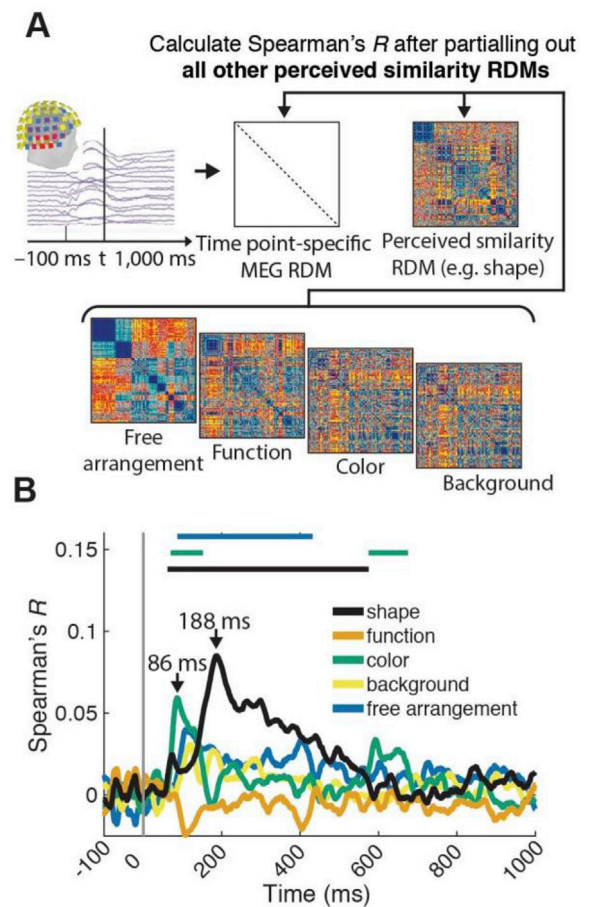 A
Calculate Spearman's R after partialling out
all other perceived similarity RDMs
–100 ms t 1,000 ms
Time point-specific
MEG RDM
Perceived smilarity
RDM (e.g. shape)
Free
arrangement
Function
Color
Background
B
0.15
0.1
0.05
0
Spearman's R
188 ms
86 ms
shape
function
color
background
free arrangement
-100
0
200
400
600
800
1000
Time (ms)